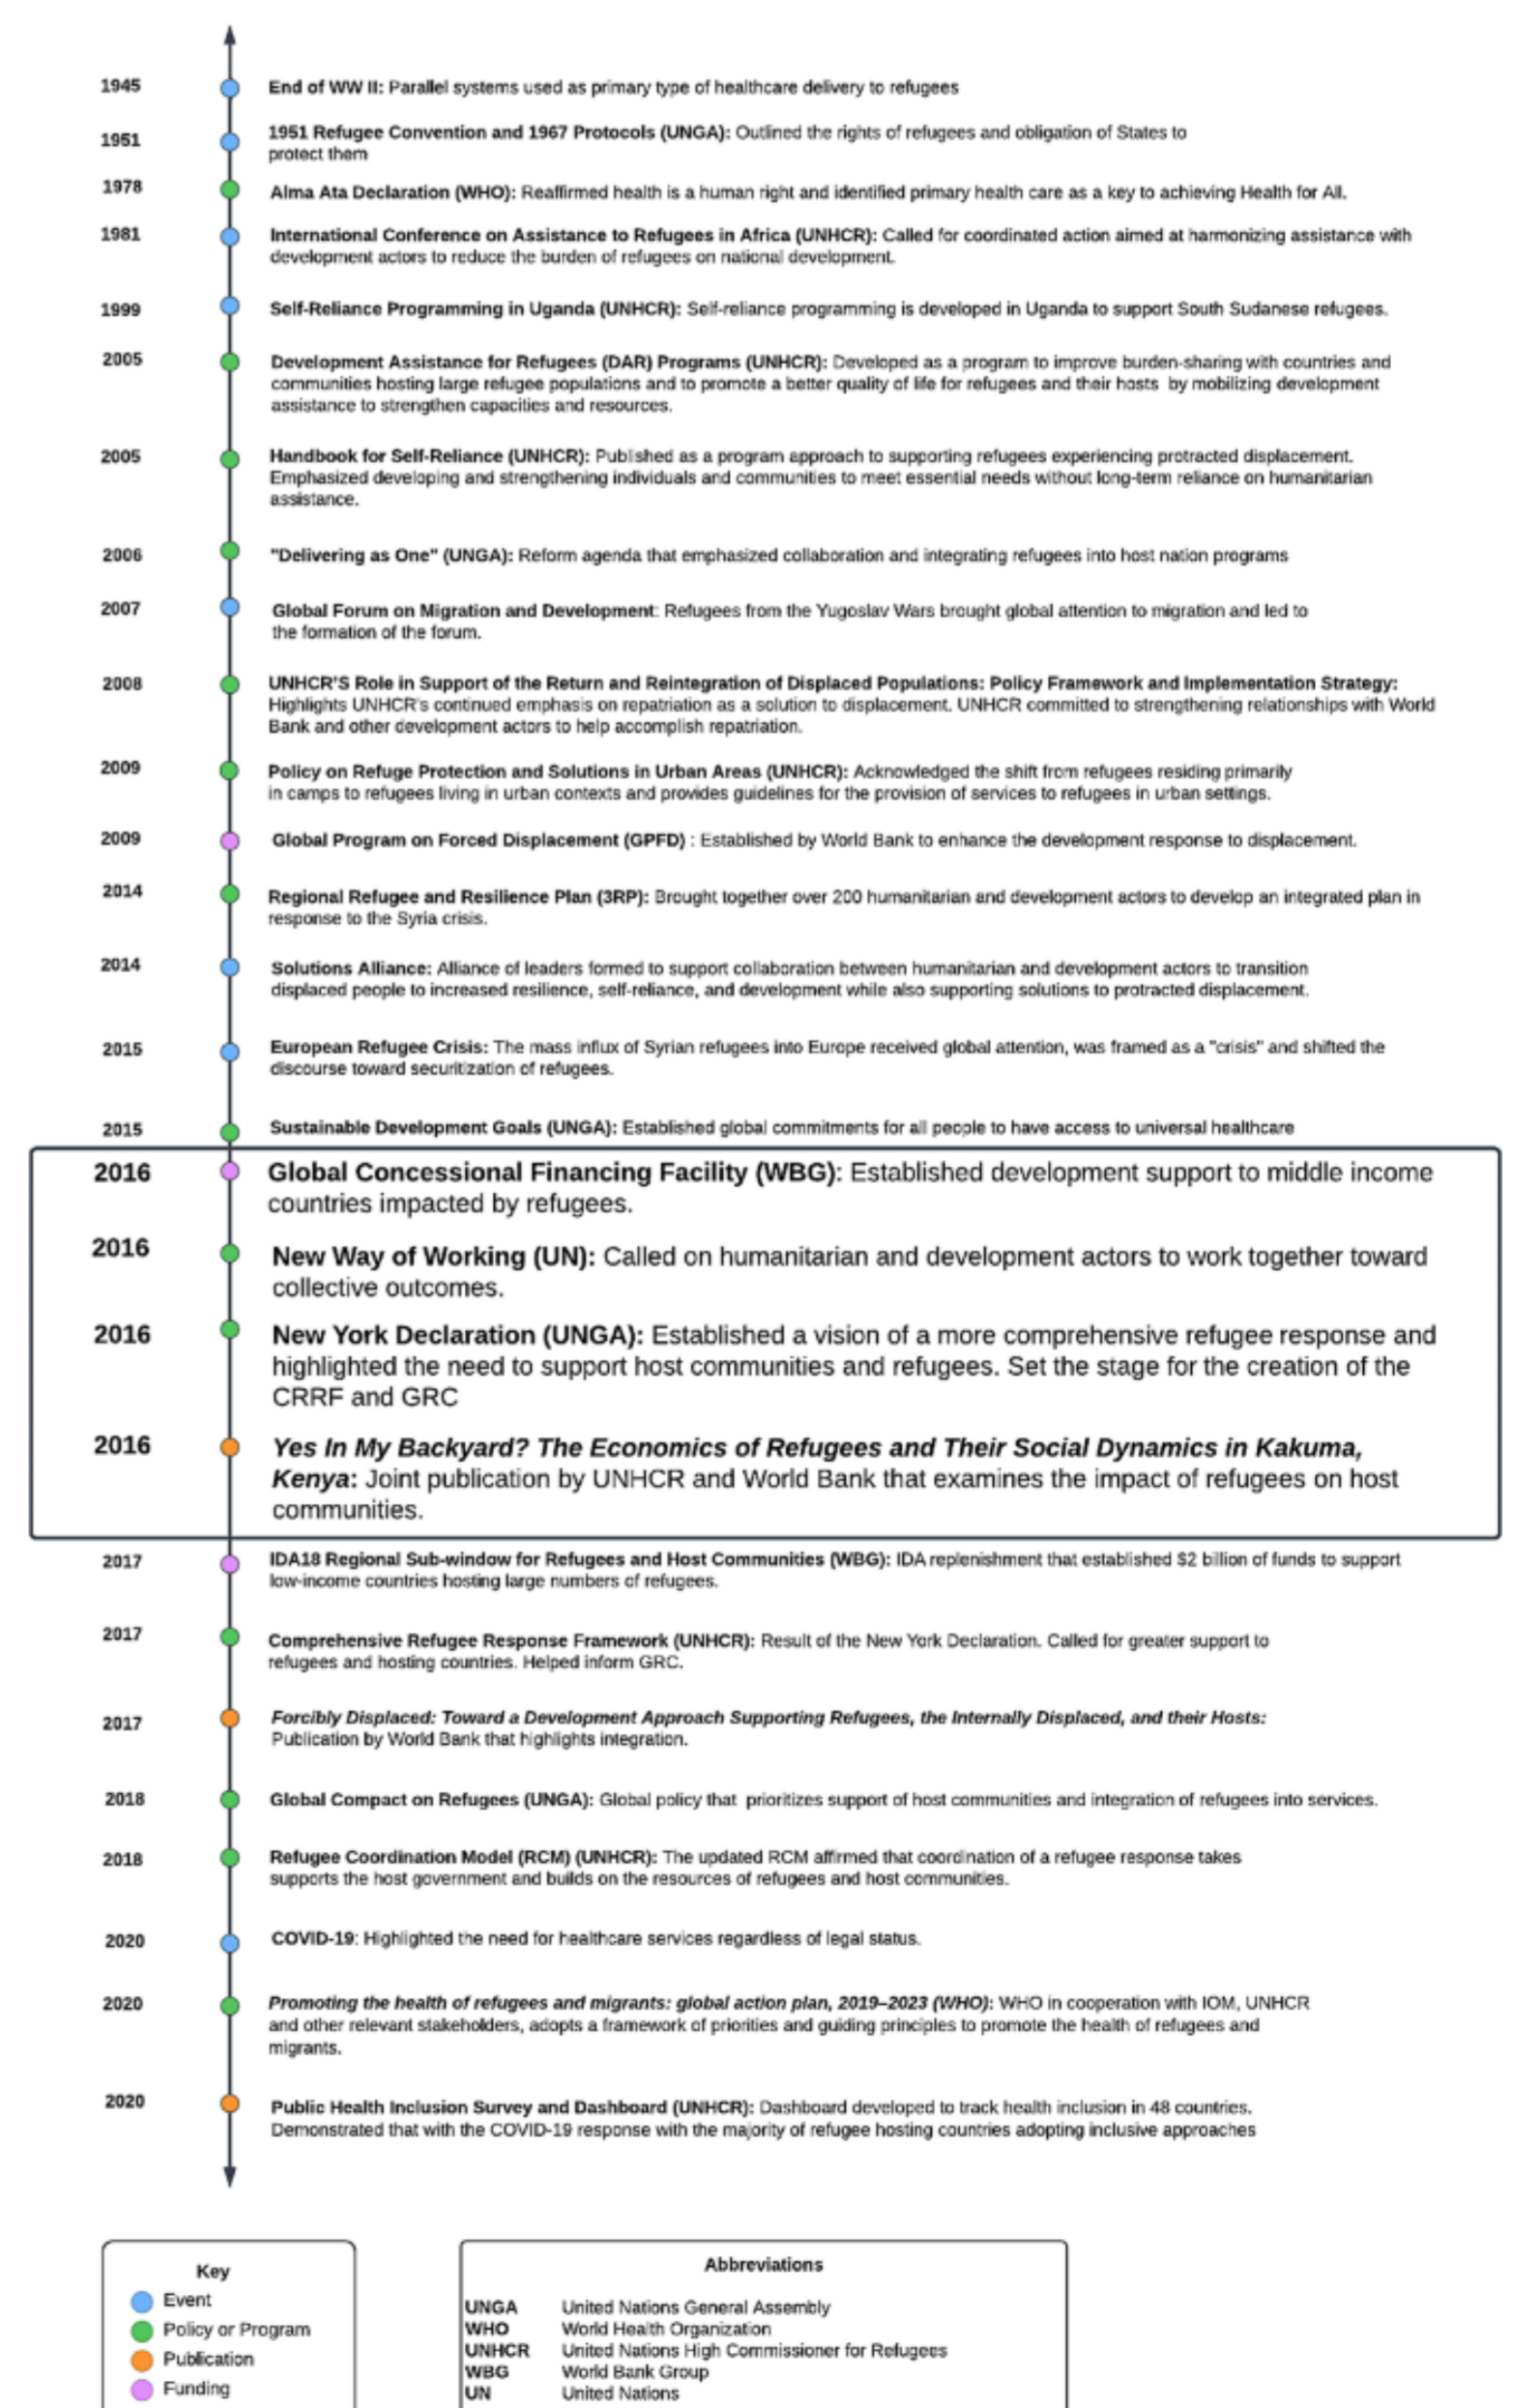 1945 End of WW II: Parallel systems used as primary type of healthcare delivery to refugees
1951 1951 Refugee Convention and 1967 Protocols (UNGA): Outlined the rights of refugees and obligation of States to
protect them
1978 Alma Ata Declaration (WHO): Reaffirmed health is a human right and identified primary health care as a key to achieving Health for All.
1981 International Conference on Assistance to Refugees in Africa (UNHCR): Called for coordinated action aimed at harmonizing assistance with
development actors to reduce the burden of refugees on national development.
1999 Self-Reliance Programming in Uganda (UNHCR): Self-reliance programming is developed in Uganda to support South Sudanese refugees.
2005 Development Assistance for Refugees (DAR) Programs (UNHCR): Developed as a program to improve burden-sharing with countries and
communities hosting large refugee populations and to promote a better quality of life for refugees and their hosts by mobilizing development
assistance to strengthen capacities and resources.
2005 Handbook for Self-Reliance (UNHCR): Published as a program approach to supporting refugees experiencing protracted displacement.
Emphasized developing and strengthening individuals and communities to meet essential needs without long-term reliance on humanitarian
assistance.
2006 "Delivering as One" (UNGA): Reform agenda that emphasized collaboration and integrating refugees into host nation programs
2007 Global Forum on Migration and Development: Refugees from the Yugoslav Wars brought global attention to migration and led to
the formation of the forum.
2008 UNHCR'S Role in Support of the Return and Reintegration of Displaced Populations: Policy Framework and Implementation Strategy:
Highlights UNHCR's continued emphasis on repatriation as a solution to displacement. UNHCR committed to strengthening relationships with World
Bank and other development actors to help accomplish repatriation.
2009 Policy on Refuge Protection and Solutions in Urban Areas (UNHCR): Acknowledged the shift from refugees residing primarily
in camps to refugees living in urban contexts and provides guidelines for the provision of services to refugees in urban settings.
2009 Global Program on Forced Displacement (GPFD) : Established by World Bank to enhance the development response to displacement.
2014 Regional Refugee and Resilience Plan (3RP): Brought together over 200 humanitarian and development actors to develop an integrated plan in
response to the Syria crisis.
2014 Solutions Alliance: Alliance of leaders formed to support collaboration between humanitarian and development actors to transition
displaced people to increased resilience, self-reliance, and development while also supporting solutions to protracted displacement.
2015 European Refugee Crisis: The mass influx of Syrian refugees into Europe received global attention, was framed as a "crisis" and shifted the
discourse toward securitization of refugees.
2015 Sustainable Development Goals (UNGA): Established global commitments for all people to have access to universal healthcare
2016 Global Concessional Financing Facility (WBG): Established development support to middle income
countries impacted by refugees.
2016 New Way of Working (UN): Called on humanitarian and development actors to work together toward
collective outcomes.
2016 New York Declaration (UNGA): Established a vision of a more comprehensive refugee response and
highlighted the need to support host communities and refugees. Set the stage for the creation of the
CRRF and GRC
2016 Yes In My Backyard? The Economics of Refugees and Their Social Dynamics in Kakuma,
Kenya: Joint publication by UNHCR and World Bank that examines the impact of refugees on host
communities.
2017 IDA18 Regional Sub-window for Refugees and Host Communities (WBG): IDA replenishment that established $2 billion of funds to support
low-income countries hosting large numbers of refugees.
2017 Comprehensive Refugee Response Framework (UNHCR): Result of the New York Declaration. Called for greater support to
refugees and hosting countries. Helped inform GRC.
2017 Forcibly Displaced: Toward a Development Approach Supporting Refugees, the Internally Displaced, and their Hosts:
Publication by World Bank that highlights integration.
2018 Global Compact on Refugees (UNGA): Global policy that prioritizes support of host communities and integration of refugees into services.
2018 Refugee Coordination Model (RCM) (UNHCR): The updated RCM affirmed that coordination of a refugee response takes
supports the host government and builds on the resources of refugees and host communities.
2020 COVID-19: Highlighted the need for healthcare services regardless of legal status.
2020 Promoting the health of refugees and migrants: global action plan, 2019–2023 (WHO): WHO in cooperation with IOM, UNHCR
and other relevant stakeholders, adopts a framework of priorities and guiding principles to promote the health of refugees and
migrants.
2020 Public Health Inclusion Survey and Dashboard (UNHCR): Dashboard developed to track health inclusion in 48 countries.
Demonstrated that with the COVID-19 response with the majority of refugee hosting countries adopting inclusive approaches
Key
Event
Policy or Program
Publication
Funding
Abbreviations
UNGA United Nations General Assembly
WHO World Health Organization
UNHCR United Nations High Commissioner for Refugees
WBG World Bank Group
UN United Nations